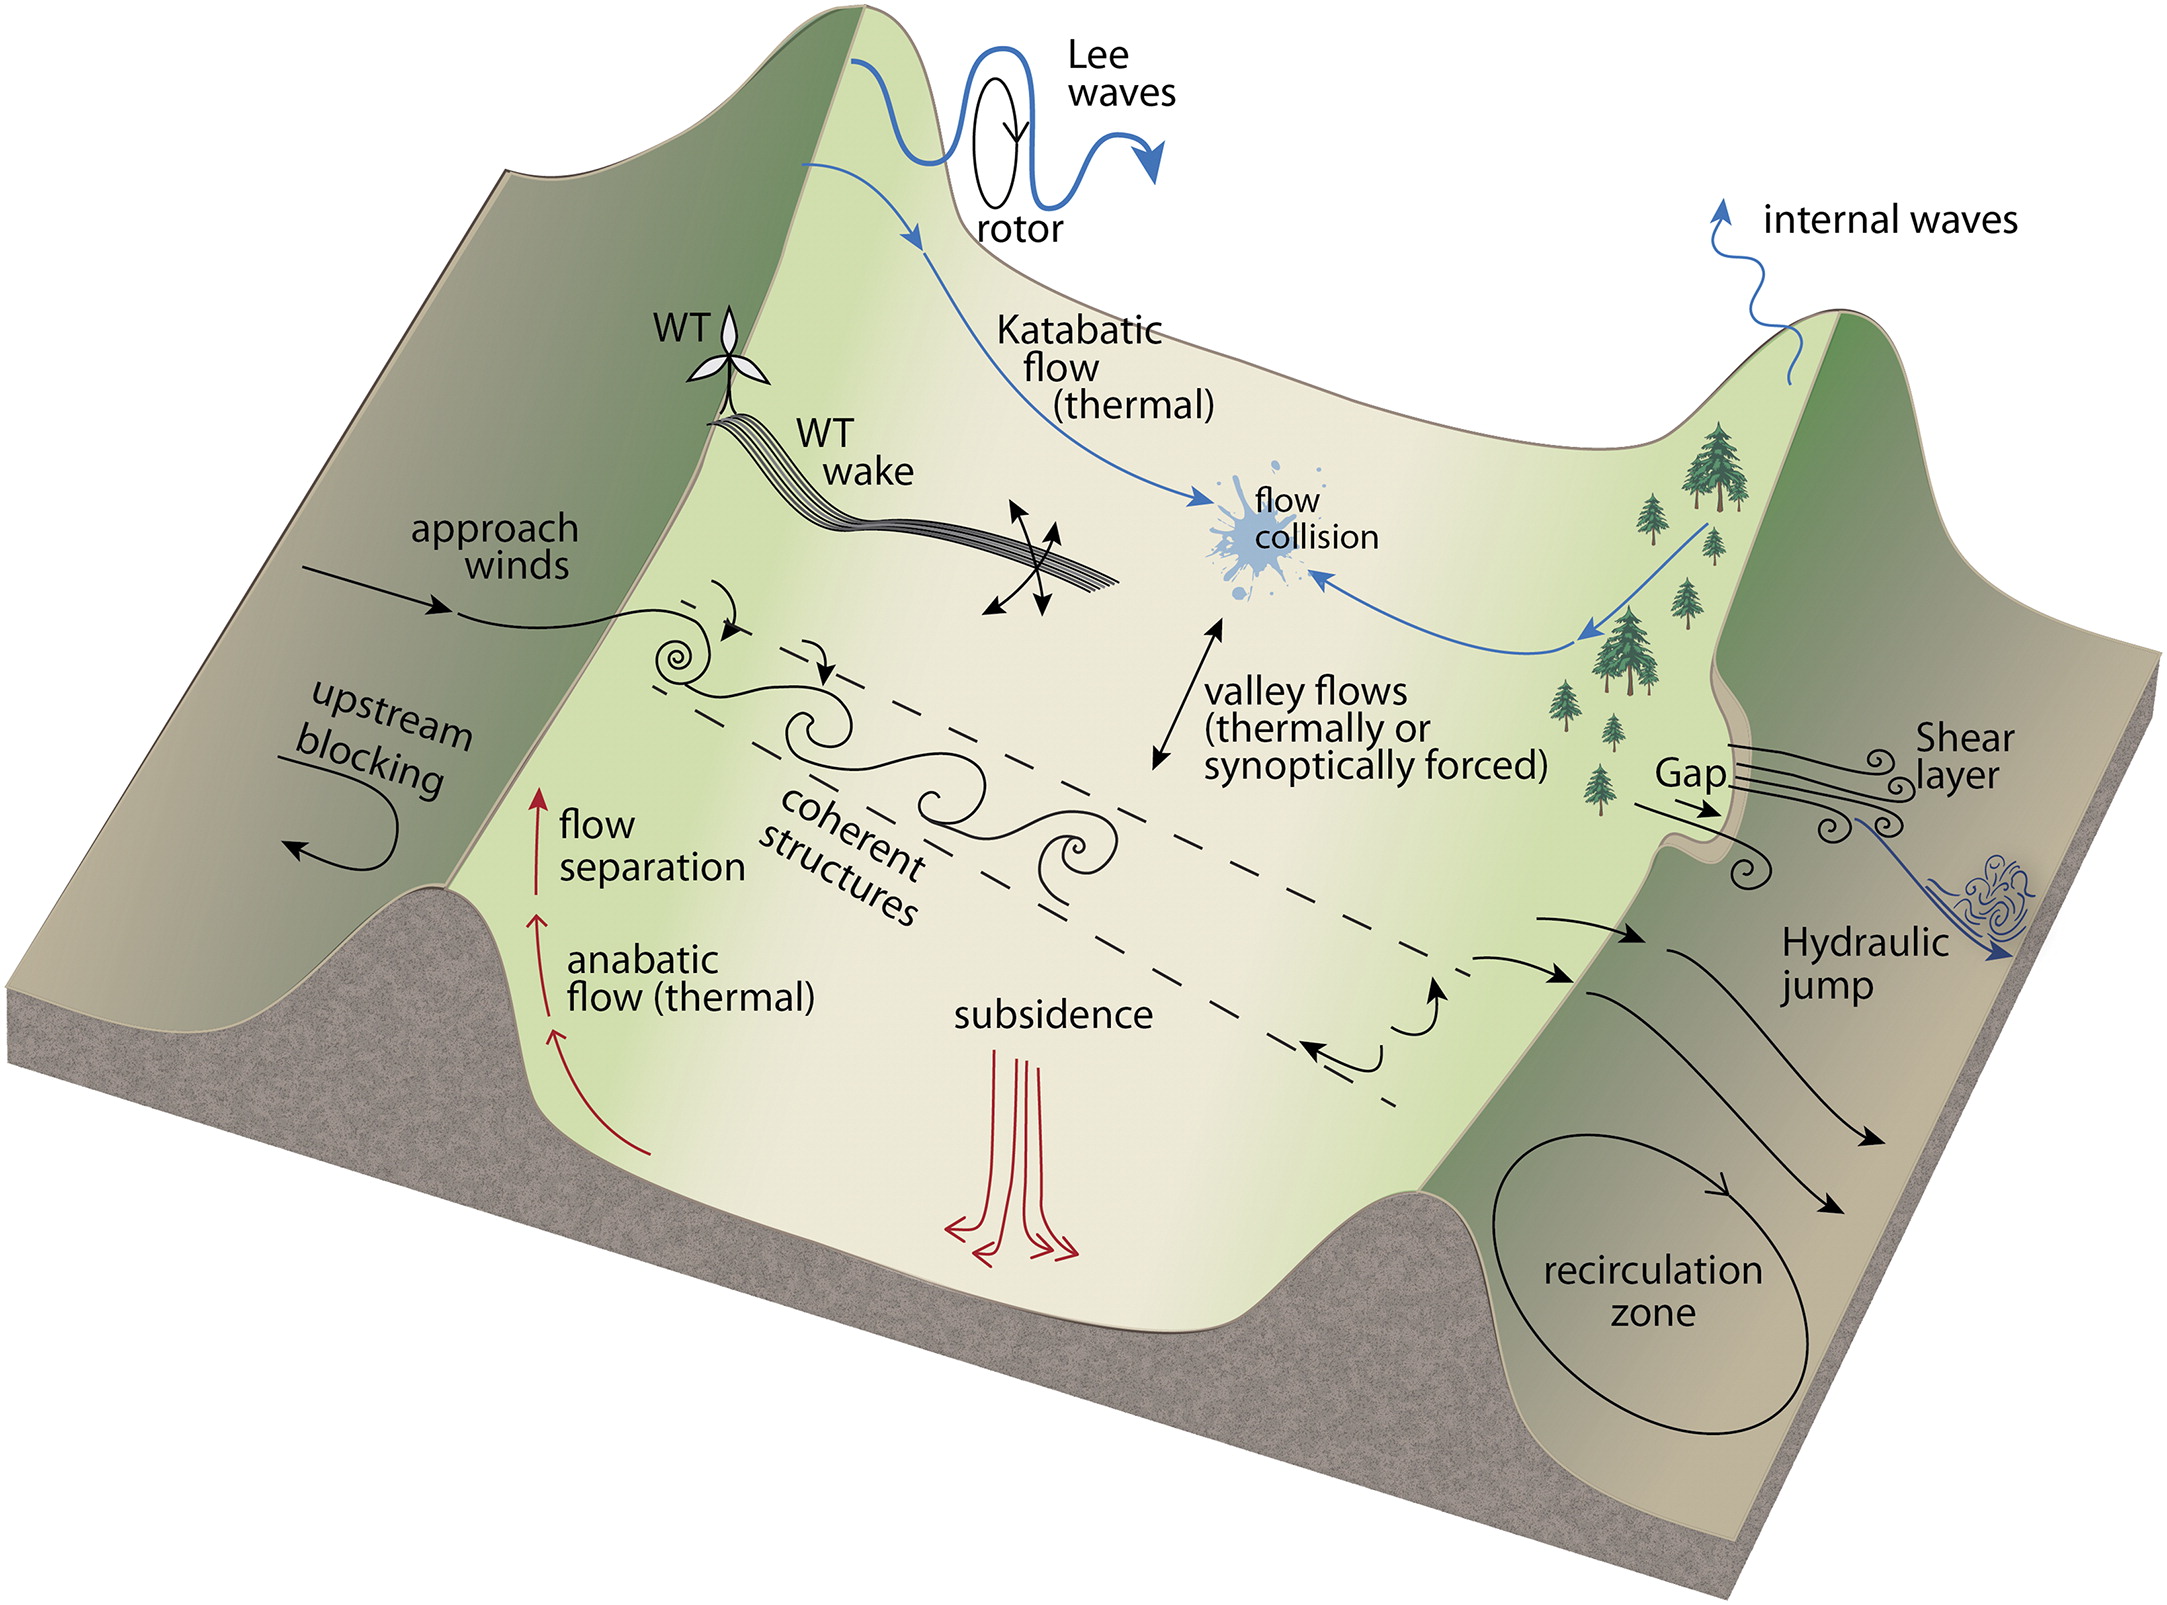 Lee
waves
rotor
internal waves
WT
Katabatic
flow
(thermal)
WT
wake
flow
collision
approach
winds
upstream
blocking
valley flows
(thermally or
synoptically forced)
Shear
layer
Gap
coherent
structures
flow
separation
Hydraulic
jump
anabatic
flow (thermal)
subsidence
recirculation
zone